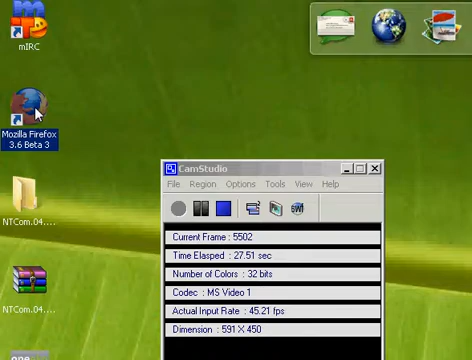 mIRC
Mozilla Firefox
3.6 Beta 3
NTCom.04....
NTCom.04....
CamStudio
File Region Options Tools View Help
Current Frame : 5502
Time Elasped : 27.51 sec
Number of Colors : 32 bits
Codec : MS Video 1
Actual Input Rate : 45.21 fps
Dimension : 591 X 450